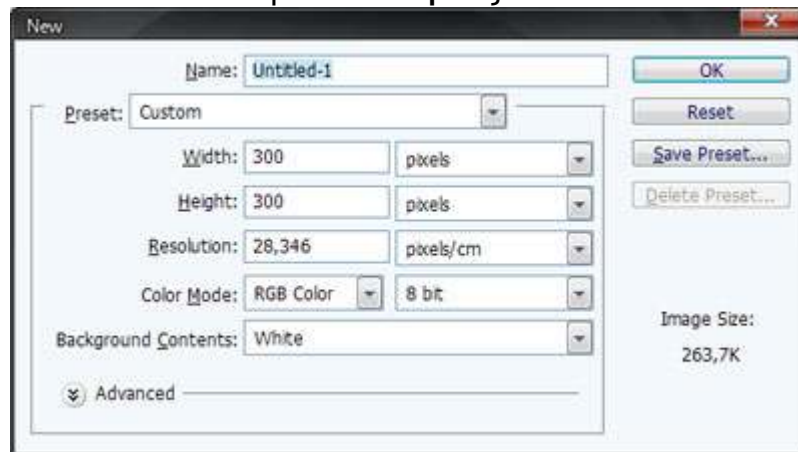 New
Name: Untitled-1
OK
Preset: Custom
Reset
Width: 300 pixels
Save Preset...
Height: 300 pixels
Delete Preset...
Resolution: 28,346 pixels/cm
Color Mode: RGB Color 8 bit
Image Size:
Background Contents: White
263,7K
Advanced